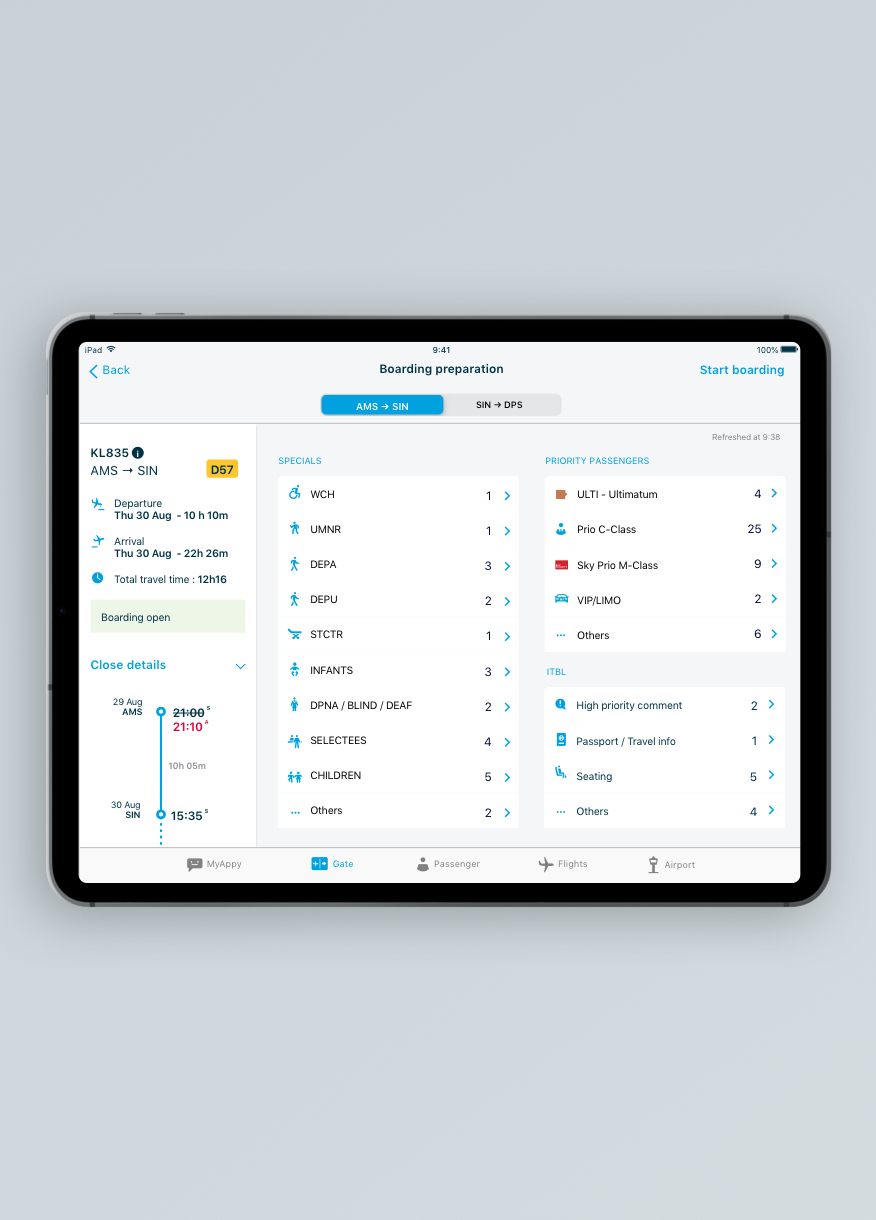 iPad
9:41
100%
Back
Boarding preparation
Start boarding
AMS → SIN
SIN → DPS
Refreshed at 9:38
KL835 i
AMS → SIN
D57
Departure
Thu 30 Aug - 10 h 10m
Arrival
Thu 30 Aug - 22h 26m
Total travel time : 12h16
Boarding open
Close details
29 Aug
AMS
21:00 S
21:10 A
10h 05m
30 Aug
SIN
15:35 S
SPECIALS
WCH 1
UMNR 1
DEPA 3
DEPU 2
STCTR 1
INFANTS 3
DPNA / BLIND / DEAF 2
SELECTEES 4
CHILDREN 5
Others 2
PRIORITY PASSENGERS
ULTI - Ultimatum 4
Prio C-Class 25
Sky Prio M-Class 9
VIP/LIMO 2
Others 6
ITBL
High priority comment 2
Passport / Travel info 1
Seating 5
Others 4
MyAppy
Gate
Passenger
Flights
Airport